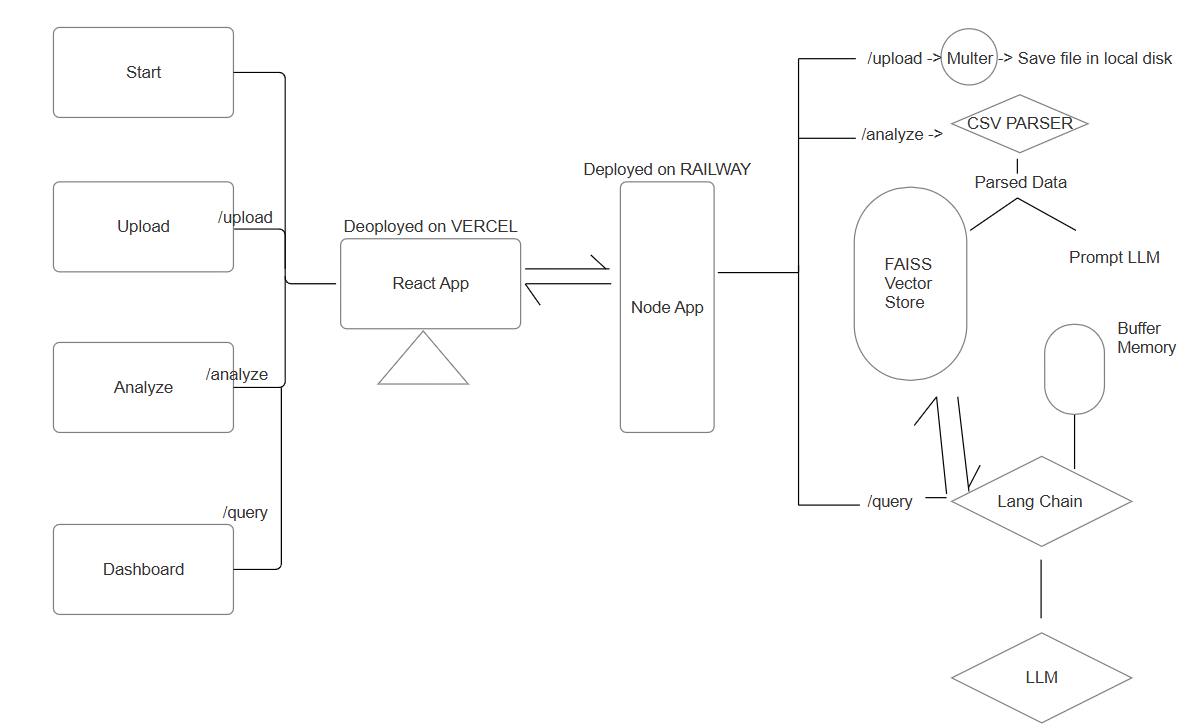 Start
Upload
/upload
Analyze
/analyze
/query
Dashboard
Deoployed on VERCEL
React App
Deployed on RAILWAY
Node App
/upload -> Multer -> Save file in local disk
/analyze -> CSV PARSER
Parsed Data
Prompt LLM
FAISS
Vector
Store
Buffer
Memory
/query
Lang Chain
LLM